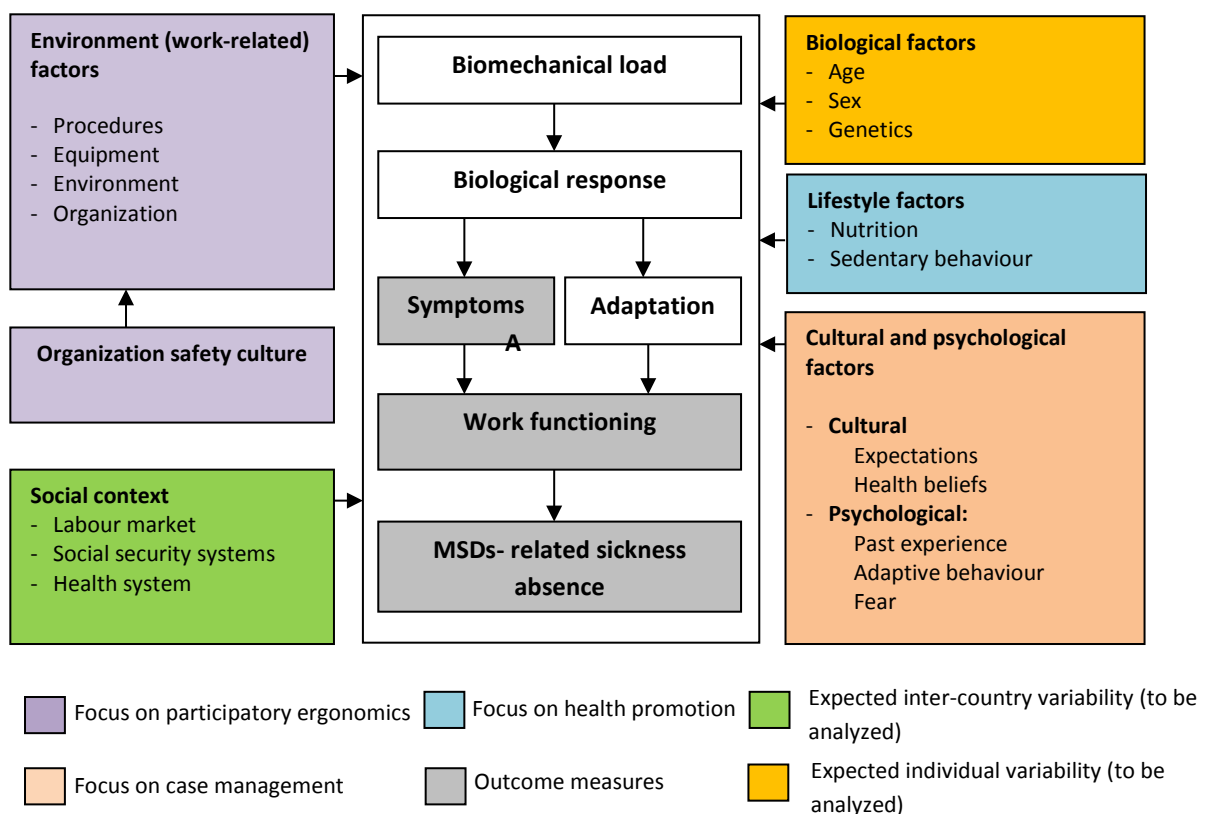 Environment (work-related)
factors
- Procedures
- Equipment
- Environment
- Organization
Organization safety culture
Social context
- Labour market
- Social security systems
- Health system
Biomechanical load
Biological response
Symptoms
A
Adaptation
Work functioning
MSDs- related sickness
absence
Biological factors
- Age
- Sex
- Genetics
Lifestyle factors
- Nutrition
- Sedentary behaviour
Cultural and psychological
factors
- Cultural
Expectations
Health beliefs
- Psychological:
Past experience
Adaptive behaviour
Fear
Focus on participatory ergonomics
Focus on health promotion
Expected inter-country variability (to be
analyzed)
Focus on case management
Outcome measures
Expected individual variability (to be
analyzed)